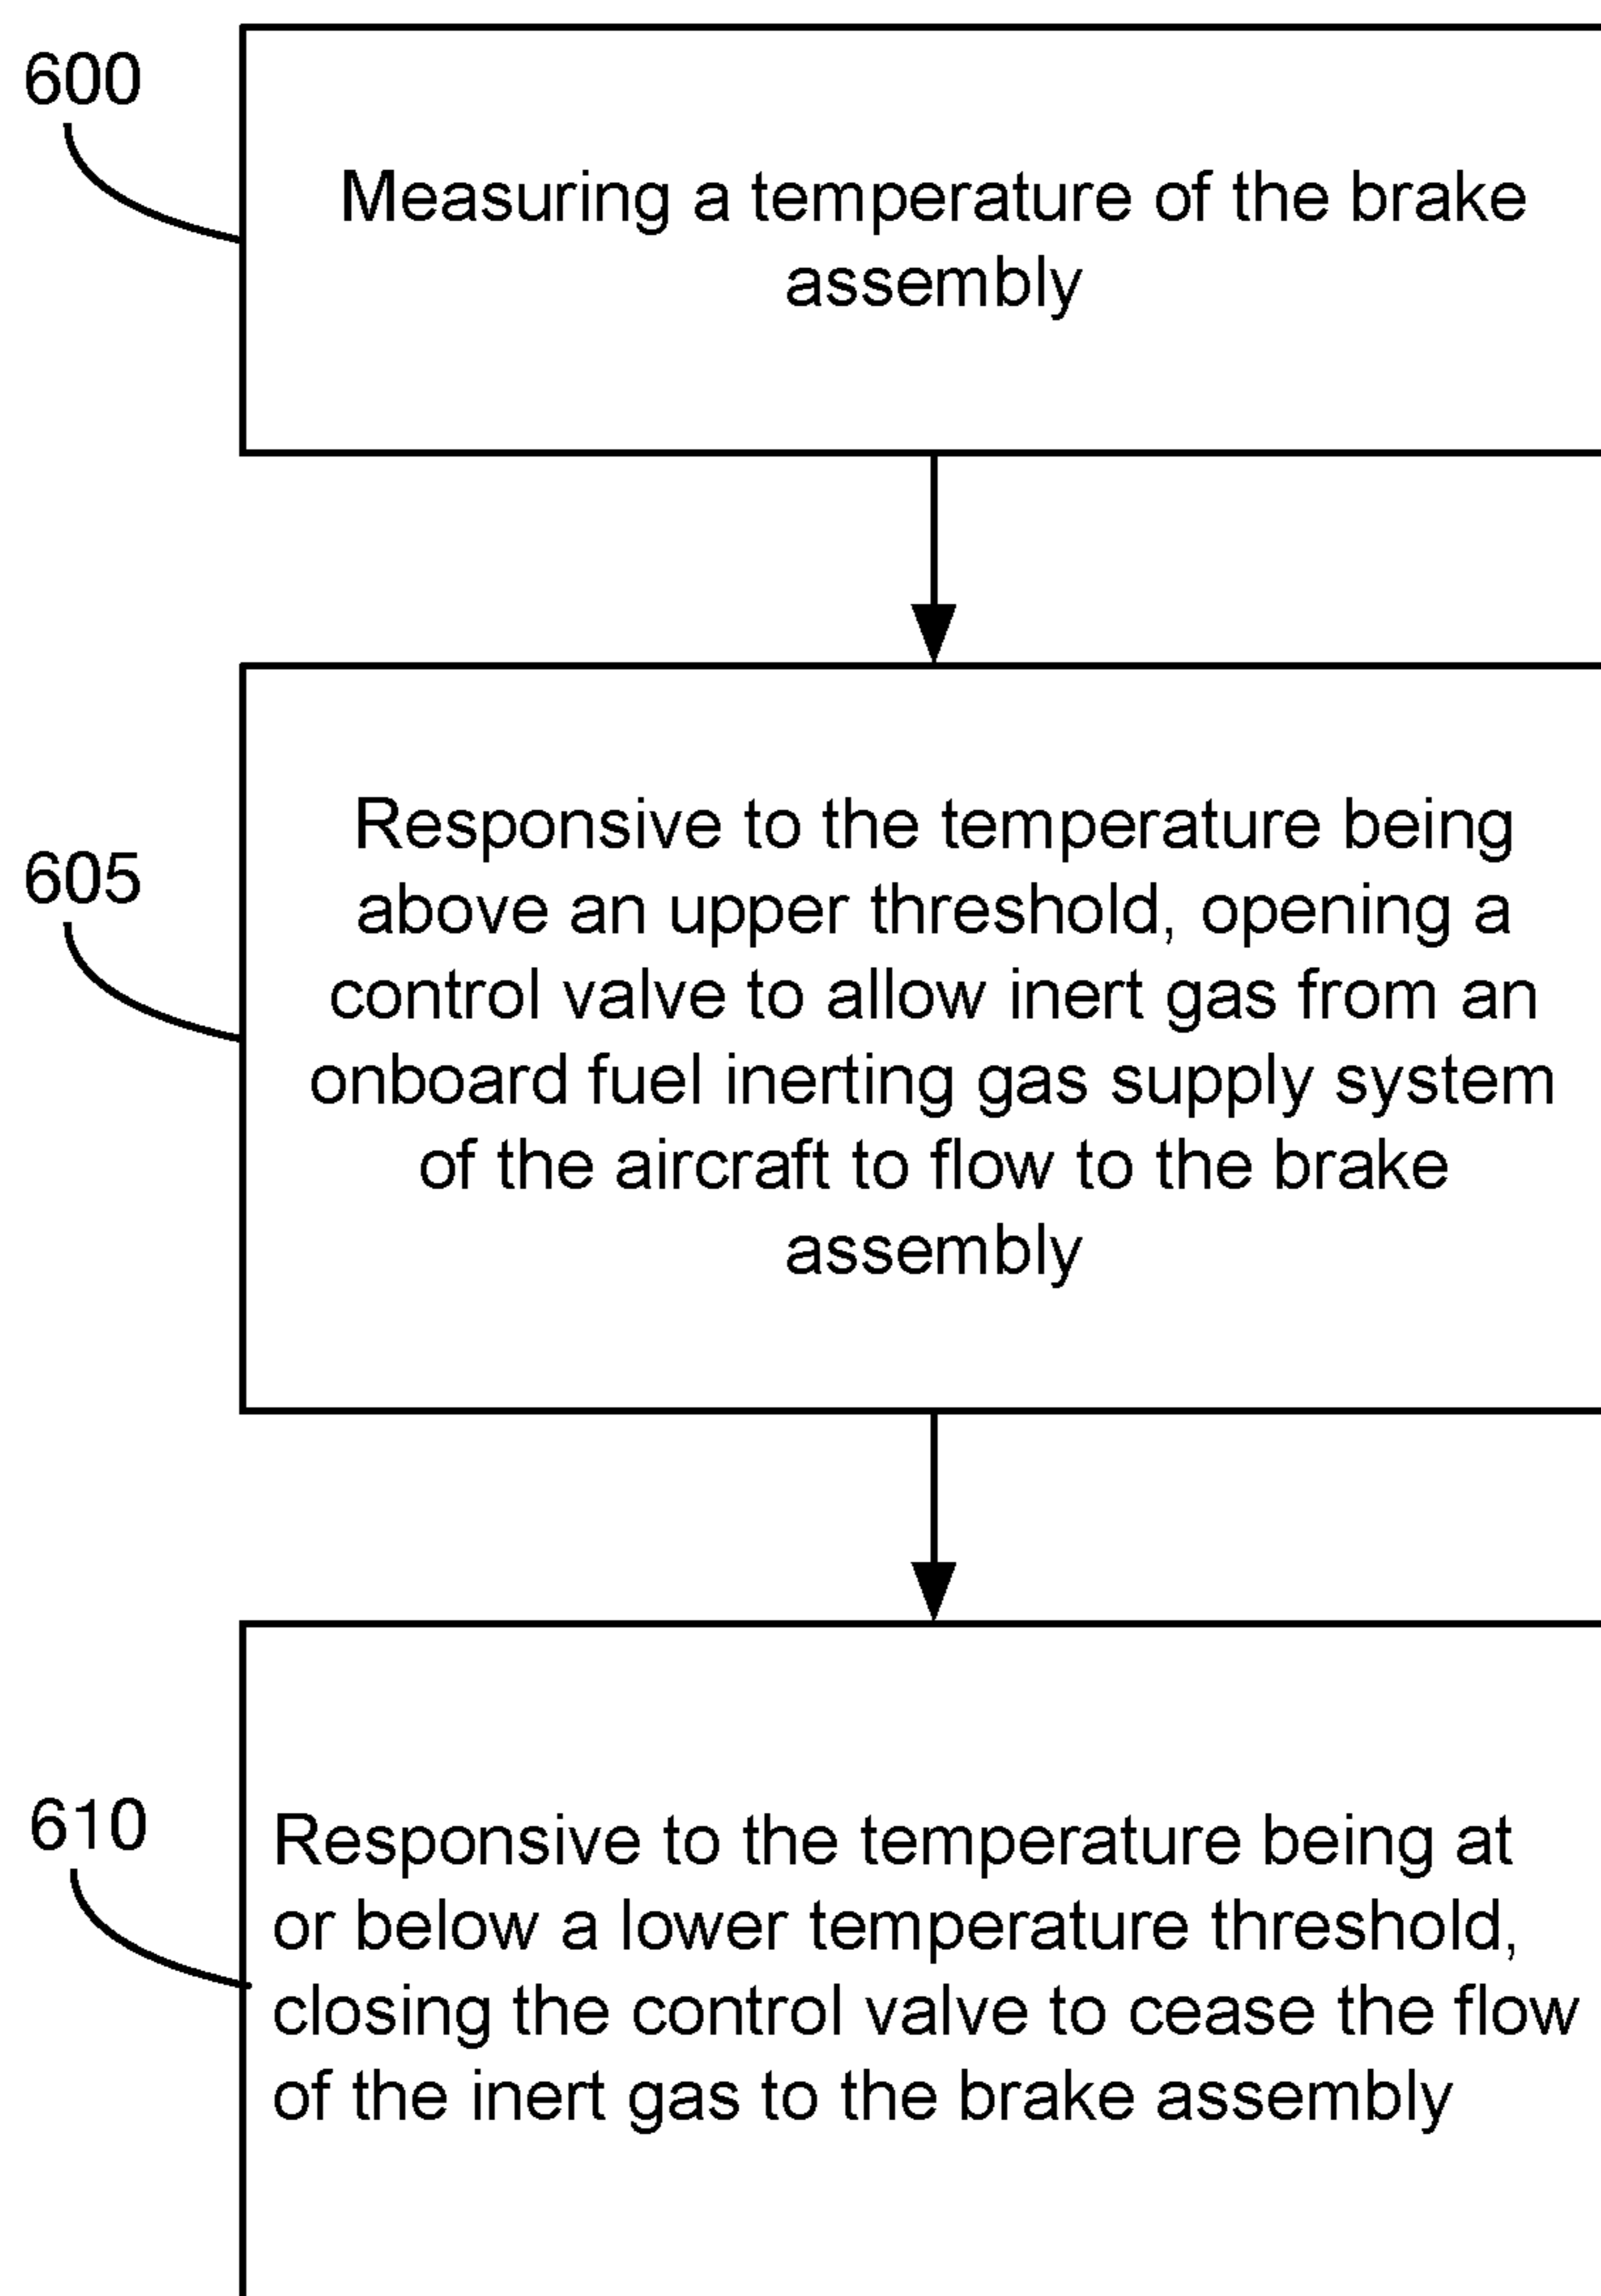 600
Measuring a temperature of the brake
assembly
605
Responsive to the temperature being
above an upper threshold, opening a
control valve to allow inert gas from an
onboard fuel inerting gas supply system
of the aircraft to flow to the brake
assembly
610
Responsive to the temperature being at
or below a lower temperature threshold,
closing the control valve to cease the flow
of the inert gas to the brake assembly